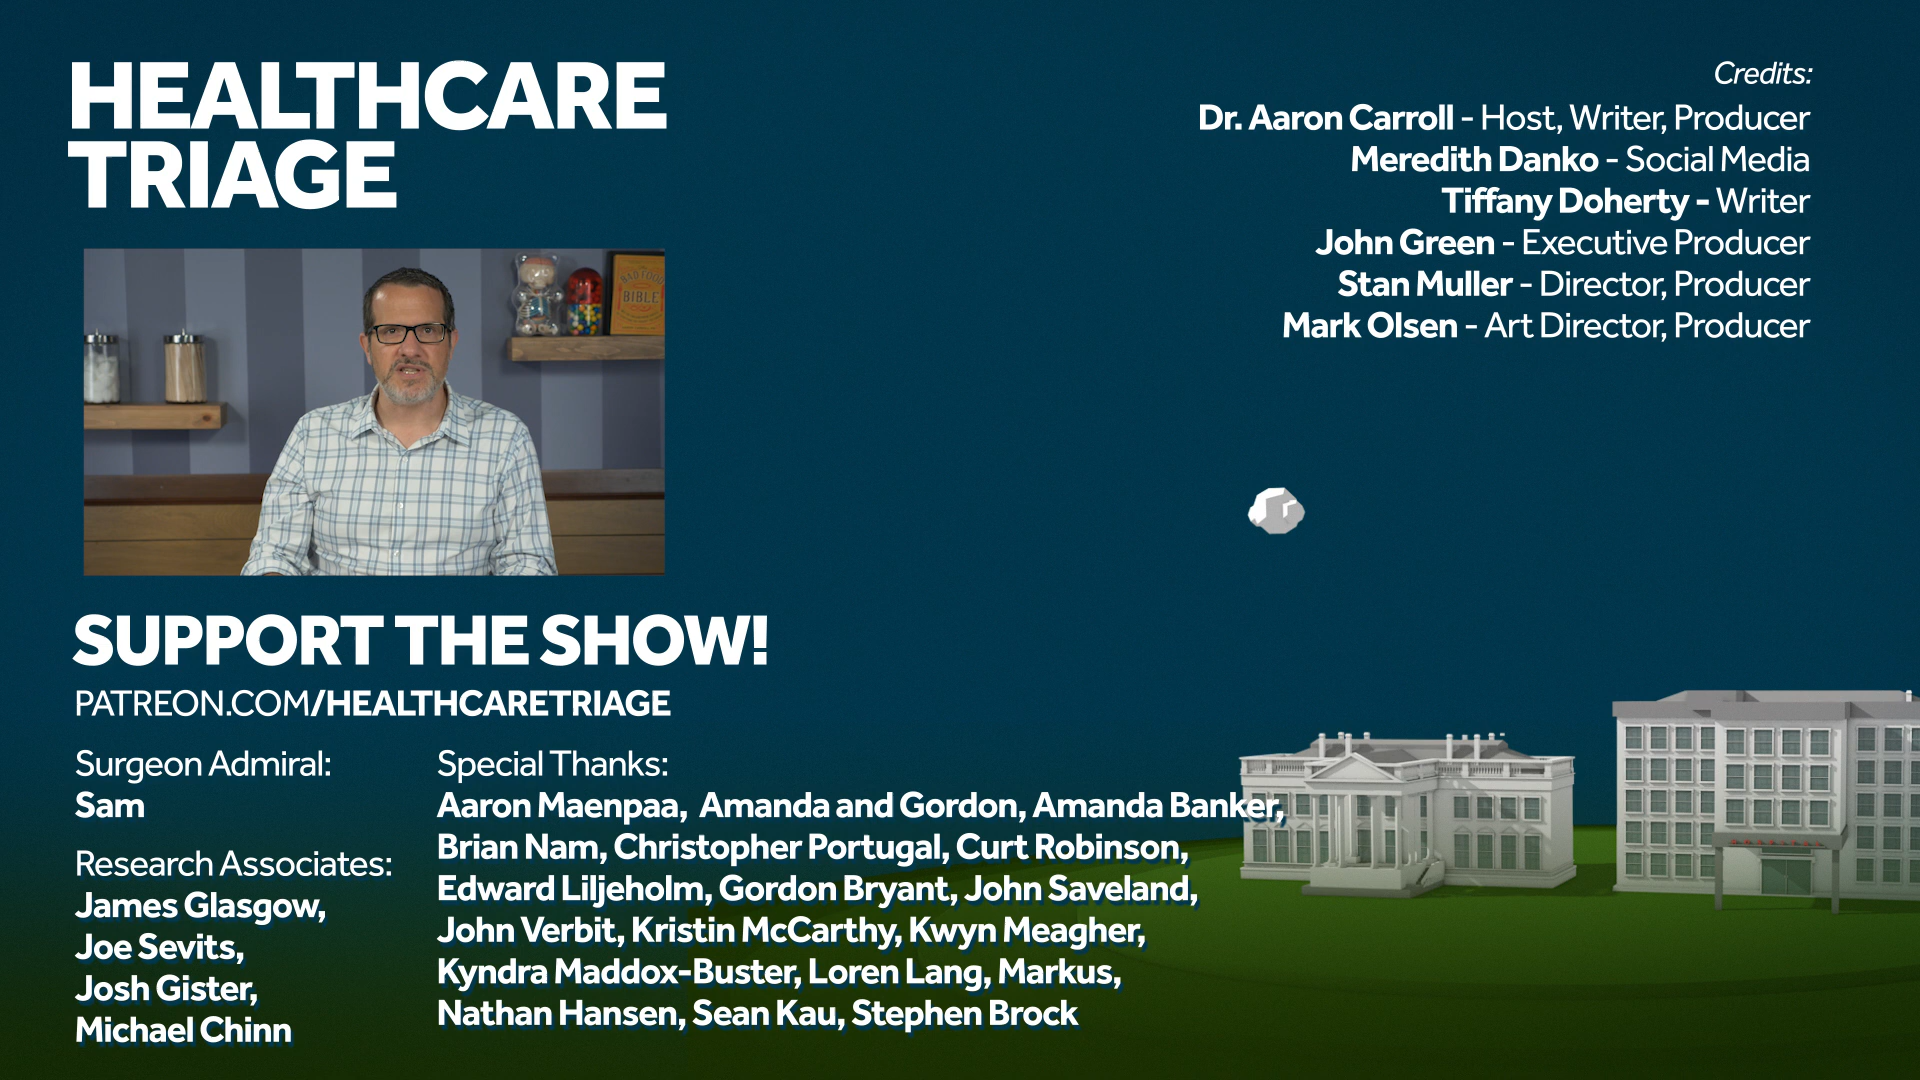 HEALTHCARE
TRIAGE
BAD FOOD
BIBLE
SUPPORT THE SHOW!
PATREON.COM/HEALTHCARETRIAGE
Surgeon Admiral:
Sam
Research Associates:
James Glasgow,
Joe Sevits,
Josh Gister,
Michael Chinn
Special Thanks:
Aaron Maenpaa,  Amanda and Gordon, Amanda Banker,
Brian Nam, Christopher Portugal, Curt Robinson,
Edward Liljeholm, Gordon Bryant, John Saveland,
John Verbit, Kristin McCarthy, Kwyn Meagher,
Kyndra Maddox-Buster, Loren Lang, Markus,
Nathan Hansen, Sean Kau, Stephen Brock
Credits:
Dr. Aaron Carroll - Host, Writer, Producer
Meredith Danko - Social Media
Tiffany Doherty - Writer
John Green - Executive Producer
Stan Muller - Director, Producer
Mark Olsen - Art Director, Producer